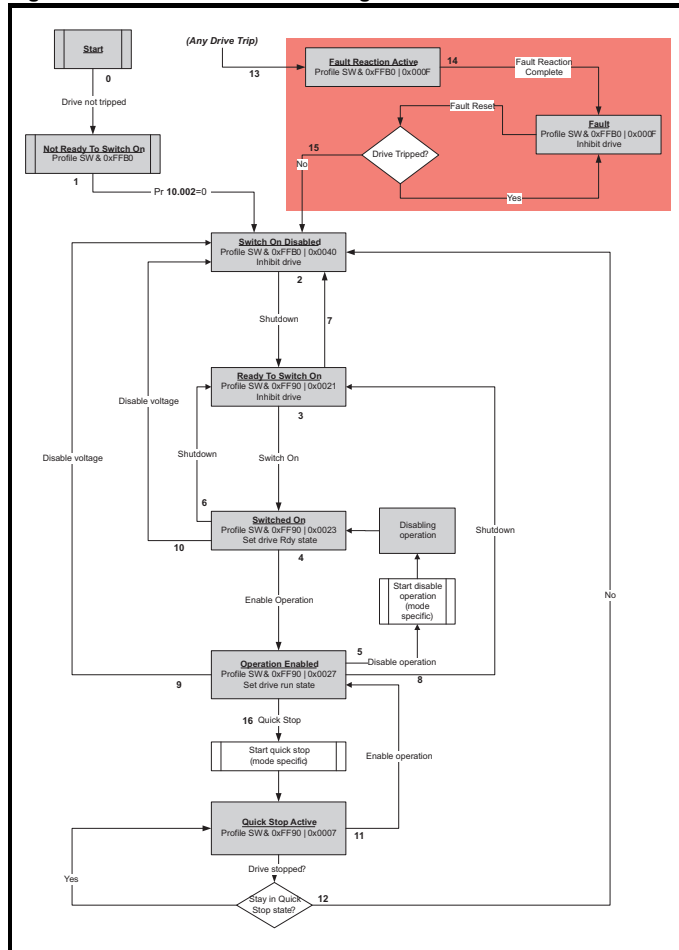 Start
0
Drive not tripped
Not Ready To Switch On
Profile SW & 0xFFB0
1
Pr 10.002=0
(Any Drive Trip)
13
Fault Reaction Active
Profile SW & 0xFFB0 | 0x000F
14
Fault Reaction
Complete
Fault Reset
Fault
Profile SW & 0xFFB0 | 0x000F
Inhibit drive
Drive Tripped?
15
No
Yes
Switch On Disabled
Profile SW & 0xFFB0 | 0x0040
Inhibit drive
2
Shutdown
7
Ready To Switch On
Profile SW & 0xFF90 | 0x0021
Inhibit drive
3
Disable voltage
Disable voltage
Shutdown
Switch On
6
Switched On
Profile SW & 0xFF90 | 0x0023
Set drive Rdy state
10
4
Disabling
operation
Shutdown
Start disable
operation
(mode
specific)
Enable Operation
No
5
Disable operation
Operation Enabled
Profile SW & 0xFF90 | 0x0027
Set drive run state
9
8
16 Quick Stop
Start quick stop
(mode specific)
Enable operation
Quick Stop Active
Profile SW & 0xFF90 | 0x0007
11
Drive stopped?
Yes
Stay in Quick
Stop state?
12